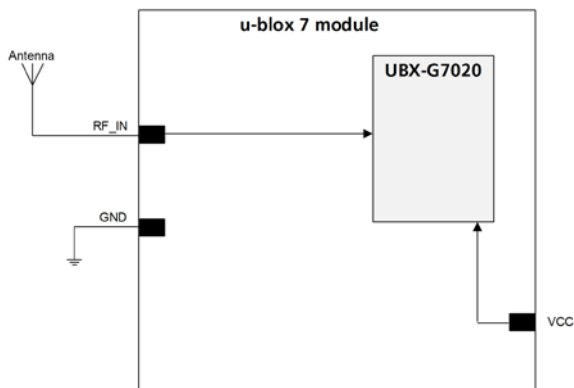 u-blox 7 module
Antenna
UBX-G7020
RF_IN
GND
VCC